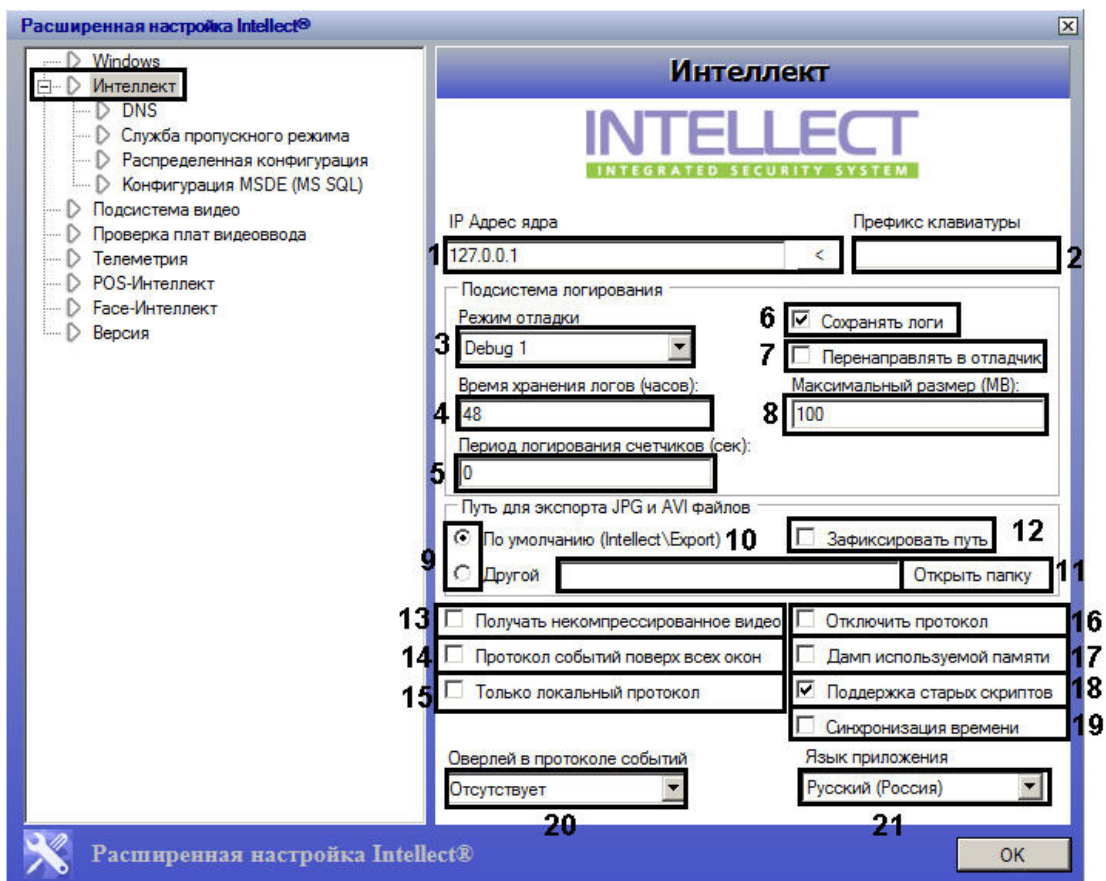 Расширенная настройка Intellect®
Windows
Интеллект
DNS
Служба пропускного режима
Распределенная конфигурация
Конфигурация MSDE (MS SQL)
Подсистема видео
Проверка плат видеоввода
Телеметрия
POS-Интеллект
Face-Интеллект
Версия
Интеллект
INTELLECT
INTEGRATED SECURITY SYSTEM
IP Адрес ядра
Префикс клавиатуры
1 127.0.0.1 <
2
Подсистема логирования
Режим отладки
3 Debug 1
6 Сохранять логи
7 Перенаправлять в отладчик
Время хранения логов (часов):
Максимальный размер (MB):
4 48
8 100
Период логирования счетчиков (сек):
5 0
Путь для экспорта JPG и AVI файлов
9
По умолчанию (Intellect\Export) 10
Зафиксировать путь 12
Другой
Открыть папку 11
13 Получать некомпрессированное видео
Отключить протокол 16
14 Протокол событий поверх всех окон
Дамп используемой памяти 17
15 Только локальный протокол
Поддержка старых скриптов 18
Синхронизация времени 19
Оверлей в протоколе событий
Язык приложения
Отсутствует
Русский (Россия)
20
21
Расширенная настройка Intellect®
OK